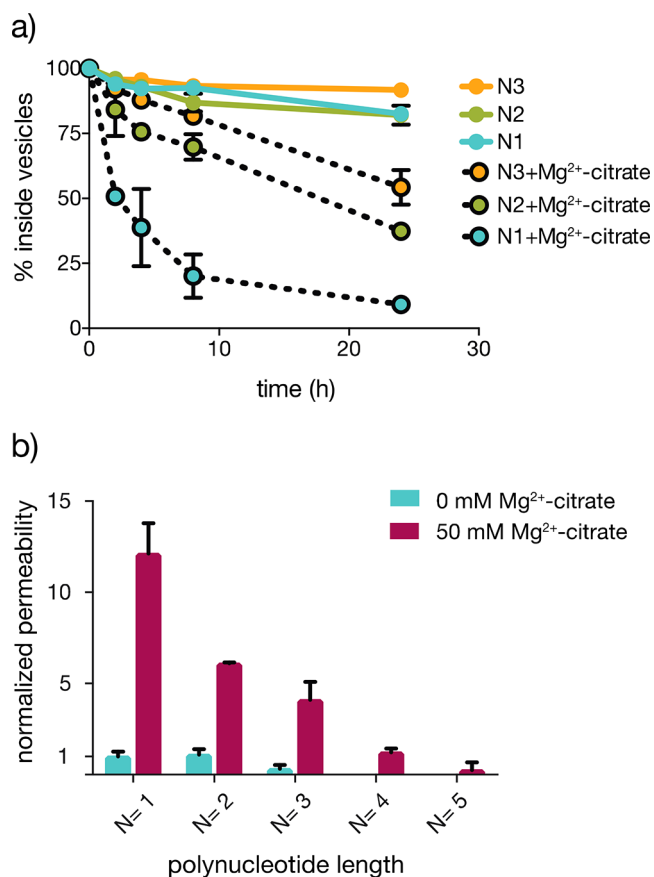 a)
% inside vesicles
100
75
50
25
0
0
10
20
30
time (h)
N3
N2
N1
N3+Mg²⁺-citrate
N2+Mg²⁺-citrate
N1+Mg²⁺-citrate
b)
normalized permeability
15
10
5
1
0 mM Mg²⁺-citrate
50 mM Mg²⁺-citrate
N= 1
N= 2
N= 3
N= 4
N= 5
polynucleotide length